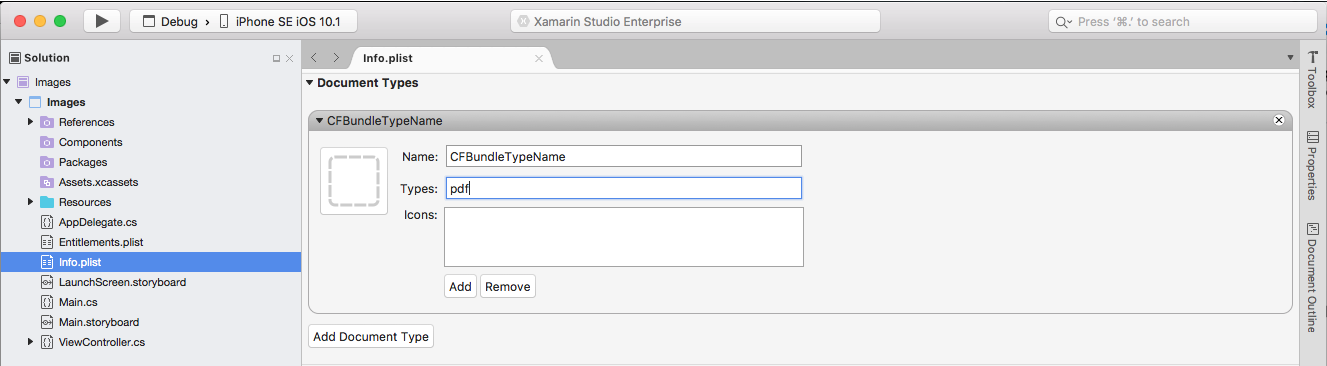 Debug > iPhone SE iOS 10.1
Xamarin Studio Enterprise
Press ‘⌘.’ to search
Solution
Info.plist
Images
Images
References
Components
Packages
Assets.xcassets
Resources
AppDelegate.cs
Entitlements.plist
Info.plist
LaunchScreen.storyboard
Main.cs
Main.storyboard
ViewController.cs
Document Types
CFBundleTypeName
Name: CFBundleTypeName
Types: pdf
Icons:
Add Remove
Add Document Type
Toolbox
Properties
Document Outline